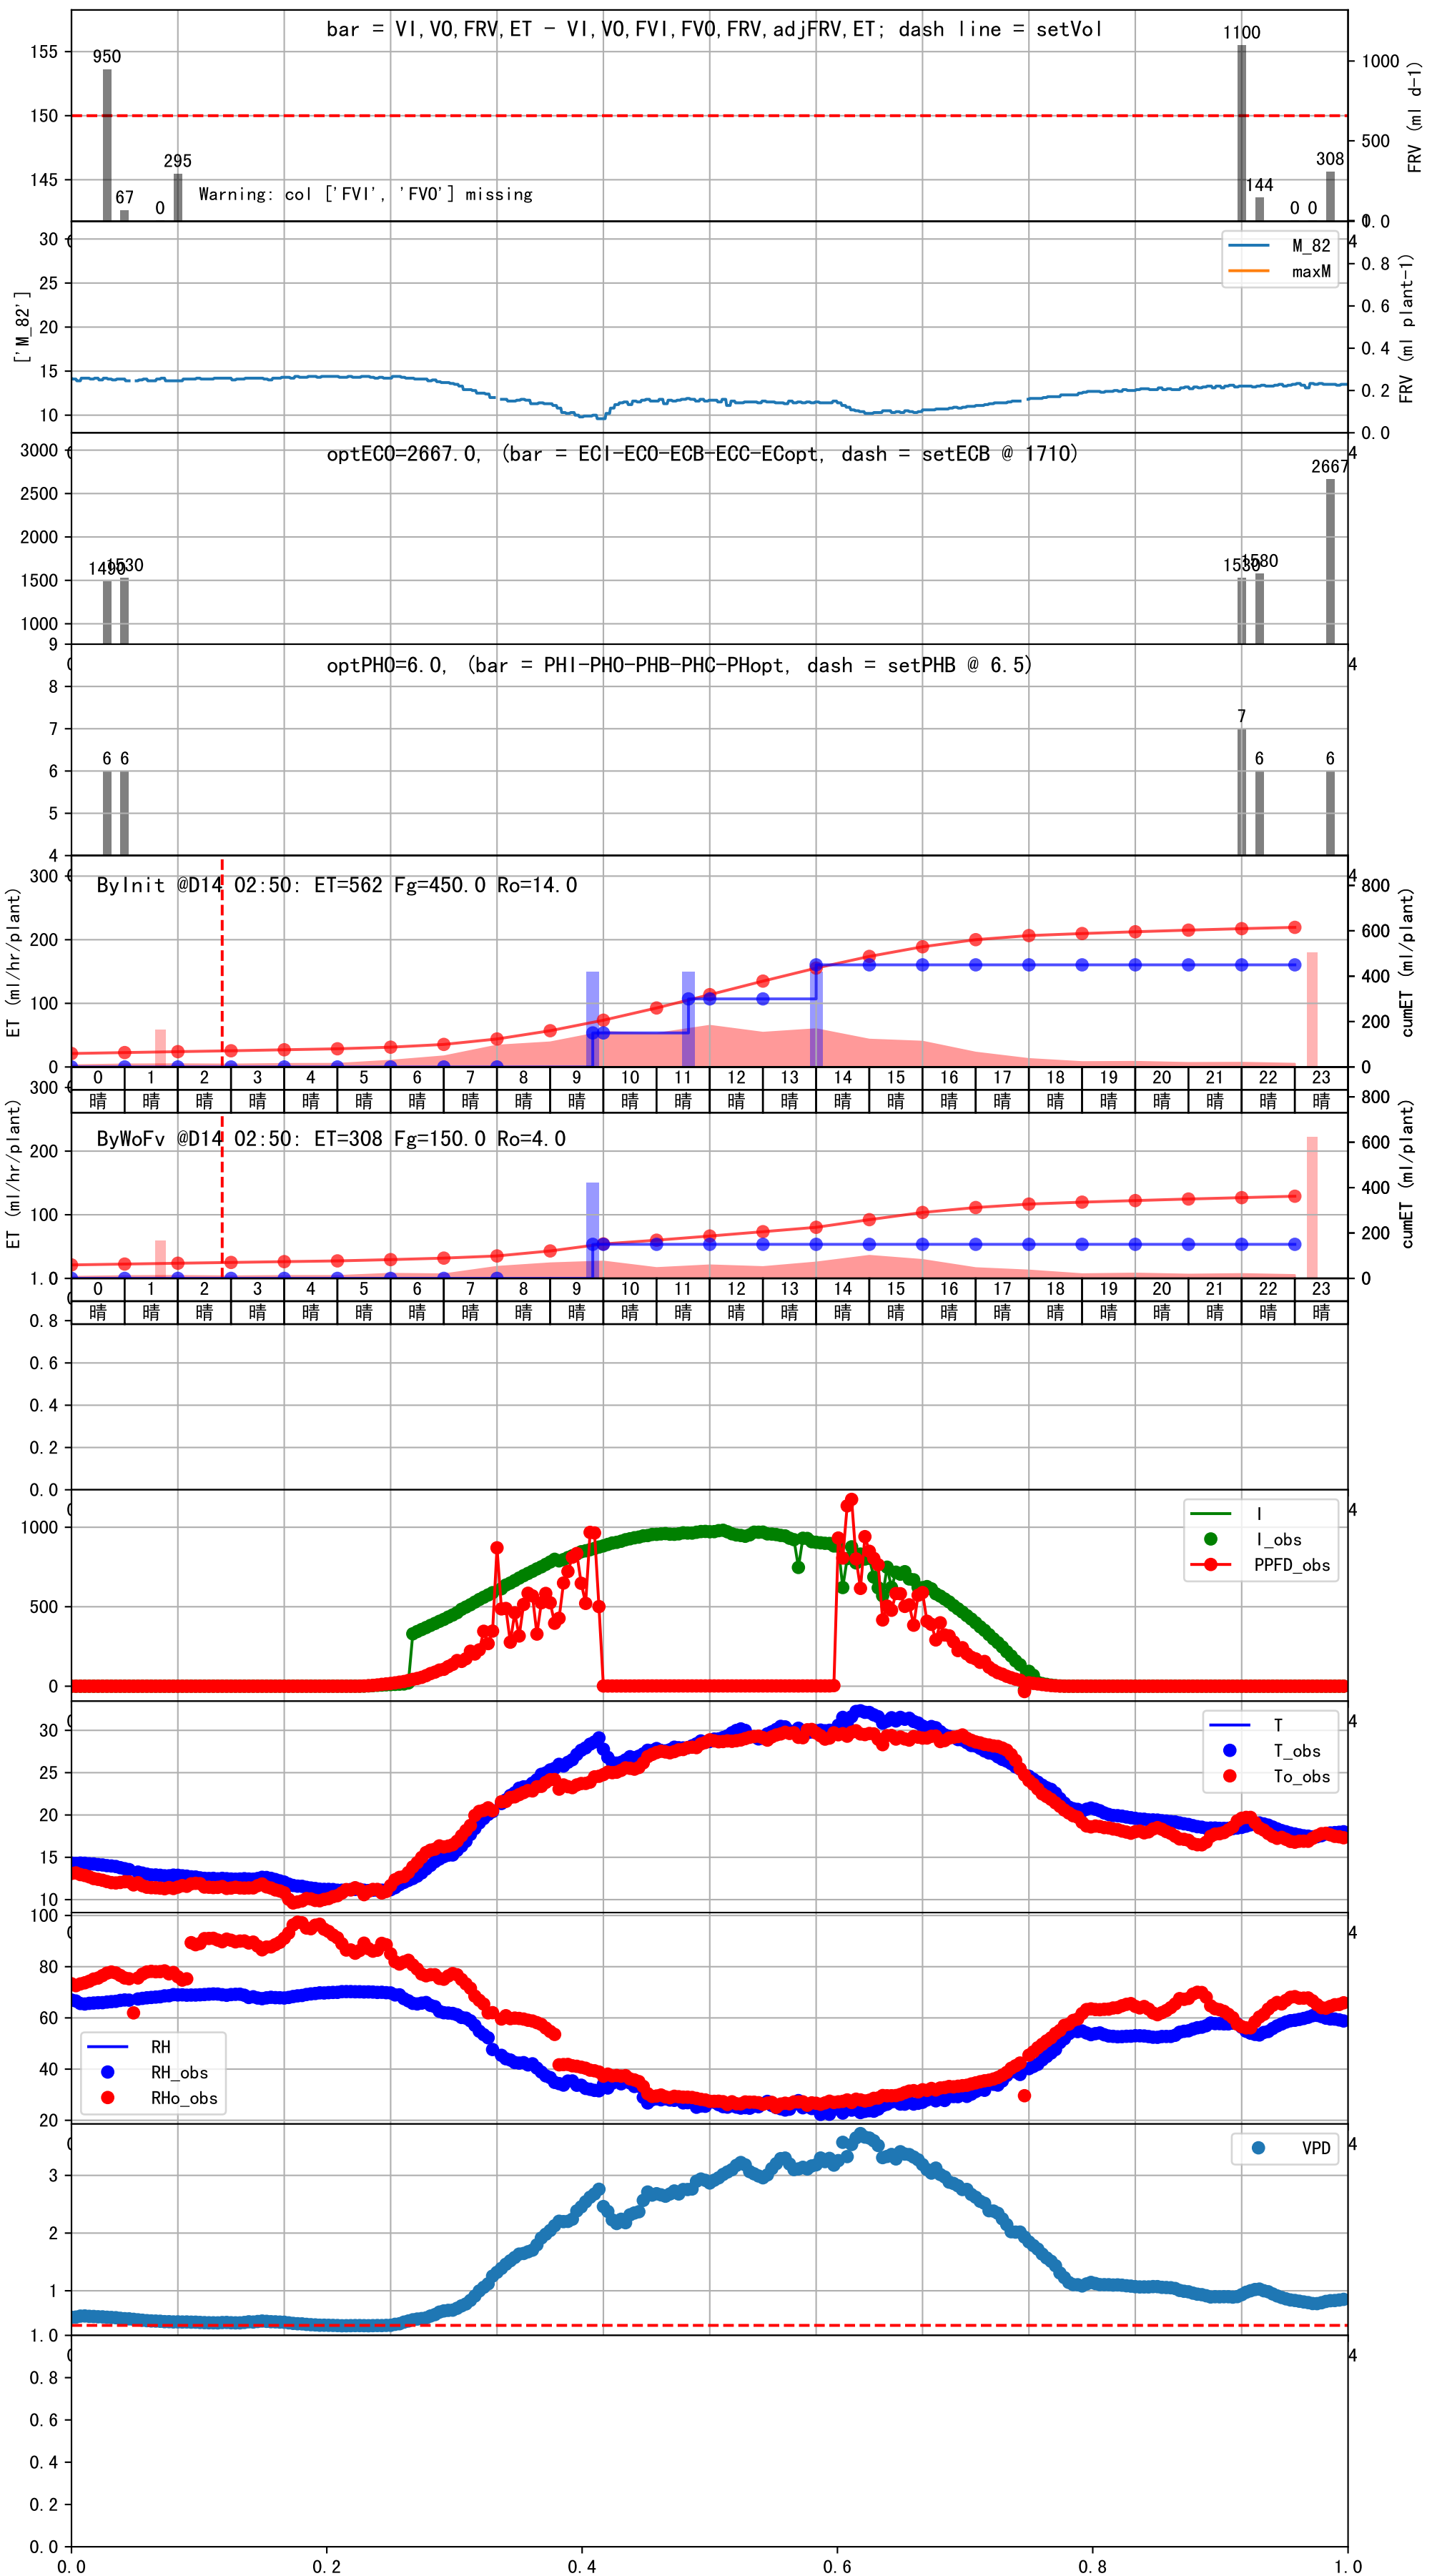 bar = VI,VO,FRV,ET - VI,VO,FVI,FVO,FRV,adjFRV,ET; dash line = setVol
155
150
145
950
67
0
295
Warning: col ['FVI', 'FVO'] missing
1100
144
0 0
308
1000
500
FRV (ml d-1)
['M_82']
30
25
20
15
10
M_82
maxM
1.0
0.8
0.6
0.4
0.2
0.0
FRV (ml plant-1)
optECO=2667.0, (bar = ECI-ECO-ECB-ECC-ECopt, dash = setECB @ 1710)
3000
2500
2000
1500
1000
1490
1530
1530
1580
2667
optPHO=6.0, (bar = PHI-PHO-PHB-PHC-PHopt, dash = setPHB @ 6.5)
9
8
7
6
5
4
6 6
7
6
6
ByInit @D14 02:50: ET=562 Fg=450.0 Ro=14.0
ET (ml/hr/plant)
300
200
100
0
800
600
400
200
0
cumET (ml/plant)
0 1 2 3 4 5 6 7 8 9 10 11 12 13 14 15 16 17 18 19 20 21 22 23
晴 晴 晴 晴 晴 晴 晴 晴 晴 晴 晴 晴 晴 晴 晴 晴 晴 晴 晴 晴 晴 晴 晴 晴
ByWoFv @D14 02:50: ET=308 Fg=150.0 Ro=4.0
ET (ml/hr/plant)
300
200
100
800
600
400
200
0
cumET (ml/plant)
0 1 2 3 4 5 6 7 8 9 10 11 12 13 14 15 16 17 18 19 20 21 22 23
晴 晴 晴 晴 晴 晴 晴 晴 晴 晴 晴 晴 晴 晴 晴 晴 晴 晴 晴 晴 晴 晴 晴 晴
1.0
0.8
0.6
0.4
0.2
0.0
1000
500
0
I
I_obs
PPFD_obs
30
25
20
15
10
T
T_obs
To_obs
100
80
60
40
20
RH
RH_obs
RHo_obs
3
2
1
VPD
1.0
0.8
0.6
0.4
0.2
0.0
0.0 0.2 0.4 0.6 0.8 1.0